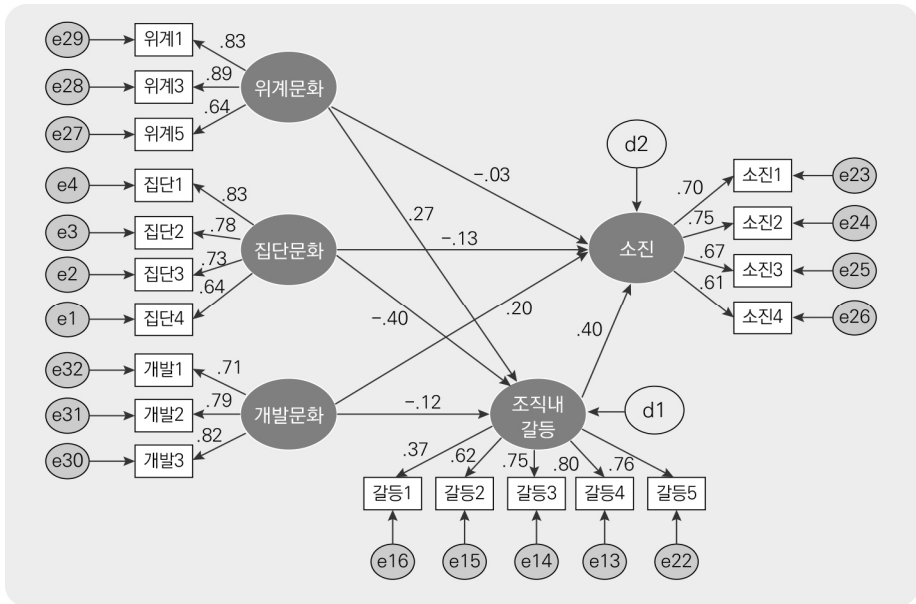 e29
위계1
.83
e28
위계3
.89
위계문화
e27
위계5
.64
e4
집단1
.83
e3
집단2
.78
집단문화
e2
집단3
.73
e1
집단4
.64
e32
개발1
.71
e31
개발2
.79
개발문화
e30
개발3
.82
-.03
.27
-.13
-.40
.20
-.12
.40
d2
소진
.70
소진1
e23
.75
소진2
e24
.67
소진3
e25
.61
소진4
e26
조직내
갈등
d1
.37
.62
.75
.80
.76
갈등1
갈등2
갈등3
갈등4
갈등5
e16
e15
e14
e13
e22